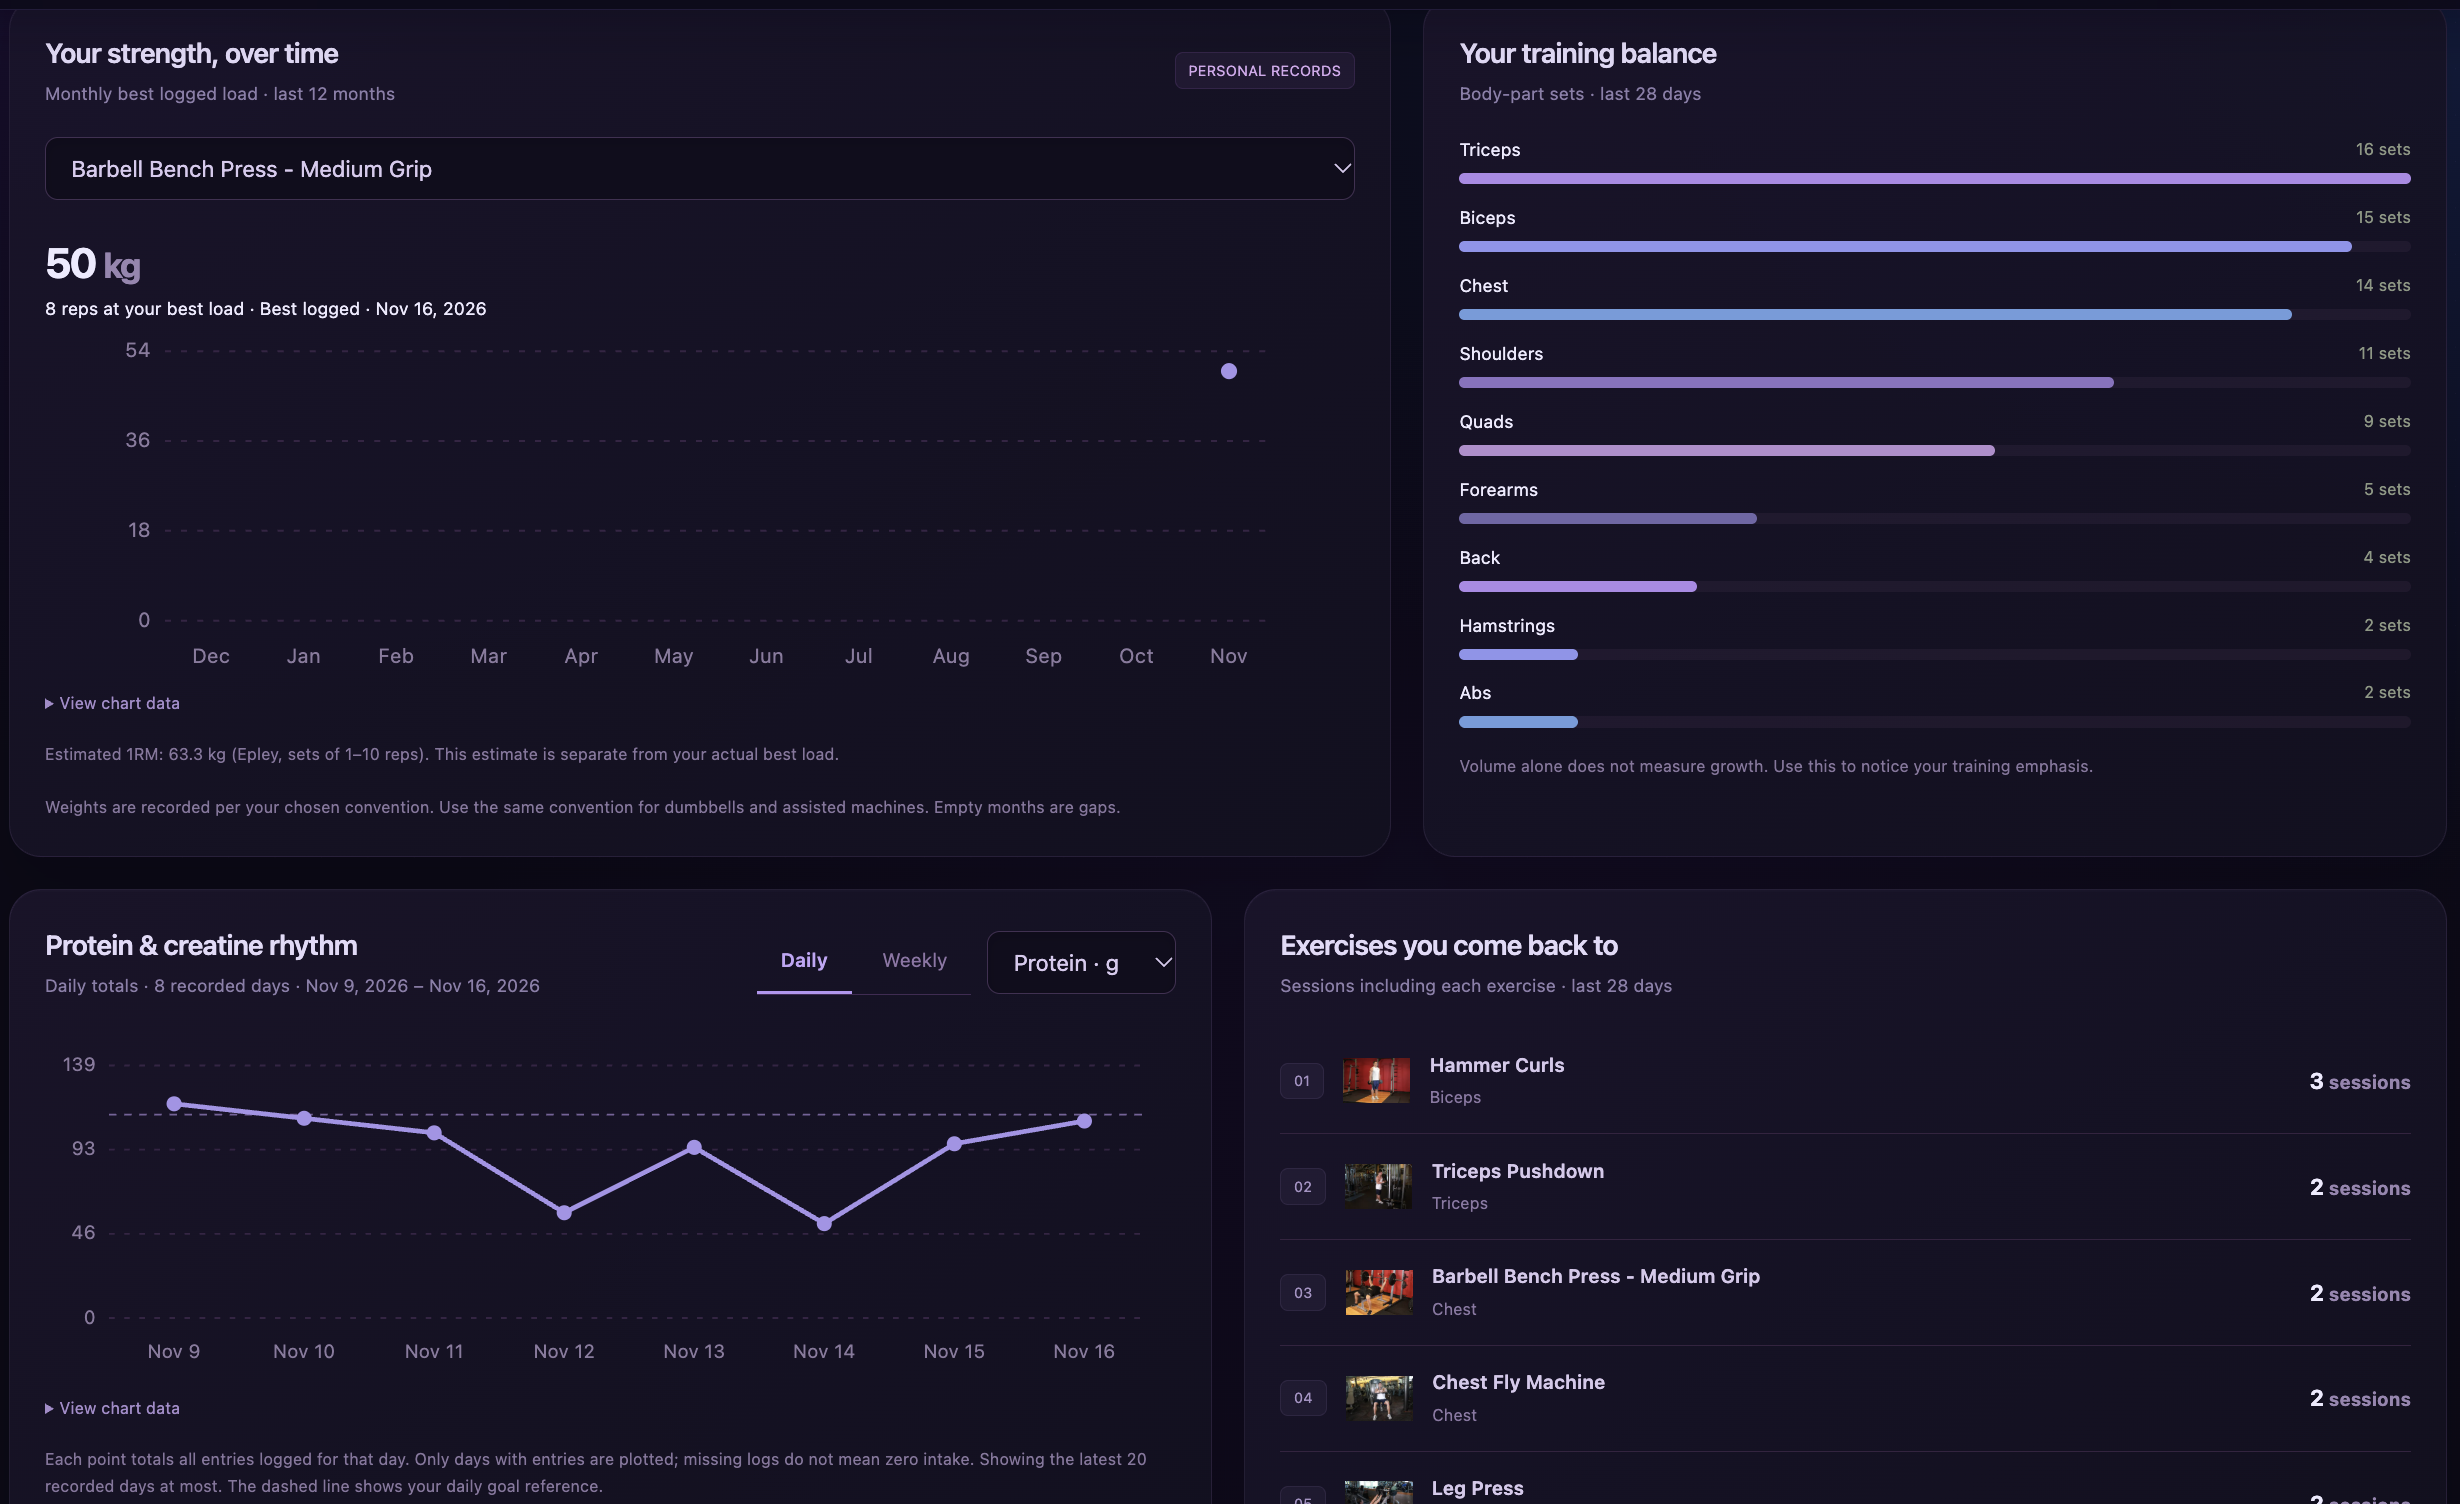 Your strength, over time
Monthly best logged load · last 12 months
PERSONAL RECORDS
Barbell Bench Press - Medium Grip
50 kg
8 reps at your best load · Best logged · Nov 16, 2026
54
36
18
0
Dec Jan Feb Mar Apr May Jun Jul Aug Sep Oct Nov
View chart data
Estimated 1RM: 63.3 kg (Epley, sets of 1–10 reps). This estimate is separate from your actual best load.
Weights are recorded per your chosen convention. Use the same convention for dumbbells and assisted machines. Empty months are gaps.
Your training balance
Body-part sets · last 28 days
Triceps 16 sets
Biceps 15 sets
Chest 14 sets
Shoulders 11 sets
Quads 9 sets
Forearms 5 sets
Back 4 sets
Hamstrings 2 sets
Abs 2 sets
Volume alone does not measure growth. Use this to notice your training emphasis.
Protein & creatine rhythm
Daily totals · 8 recorded days · Nov 9, 2026 – Nov 16, 2026
Daily Weekly Protein · g
139
93
46
0
Nov 9 Nov 10 Nov 11 Nov 12 Nov 13 Nov 14 Nov 15 Nov 16
View chart data
Each point totals all entries logged for that day. Only days with entries are plotted; missing logs do not mean zero intake. Showing the latest 20
recorded days at most. The dashed line shows your daily goal reference.
Exercises you come back to
Sessions including each exercise · last 28 days
01 Hammer Curls 3 sessions
Biceps
02 Triceps Pushdown 2 sessions
Triceps
03 Barbell Bench Press - Medium Grip 2 sessions
Chest
04 Chest Fly Machine 2 sessions
Chest
Leg Press